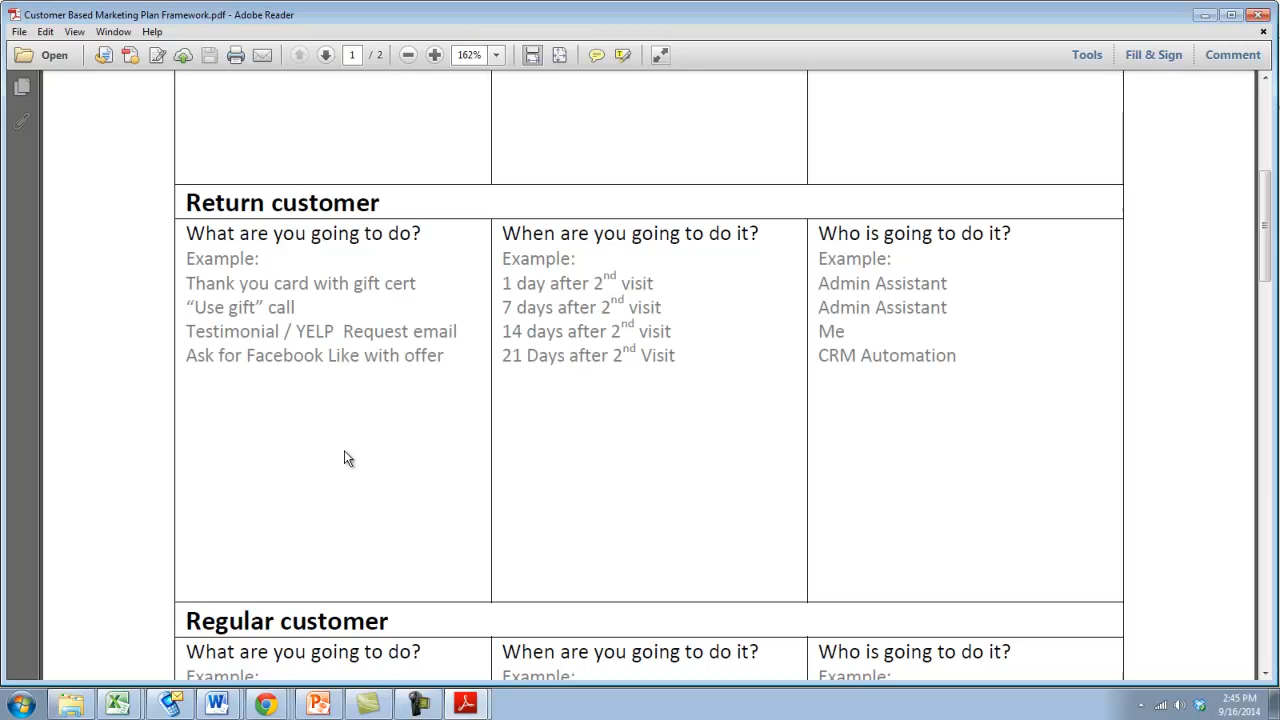 Customer Based Marketing Plan Framework.pdf - Adobe Reader
File Edit View Window Help
Open 1 / 2 162% Tools Fill & Sign Comment
Return customer
What are you going to do? When are you going to do it? Who is going to do it?
Example: Example: Example:
Thank you card with gift cert 1 day after 2nd visit Admin Assistant
“Use gift” call 7 days after 2nd visit Admin Assistant
Testimonial / YELP Request email 14 days after 2nd visit Me
Ask for Facebook Like with offer 21 Days after 2nd Visit CRM Automation
Regular customer
What are you going to do? When are you going to do it? Who is going to do it?
Example: Example: Example:
2:45 PM
9/16/2014